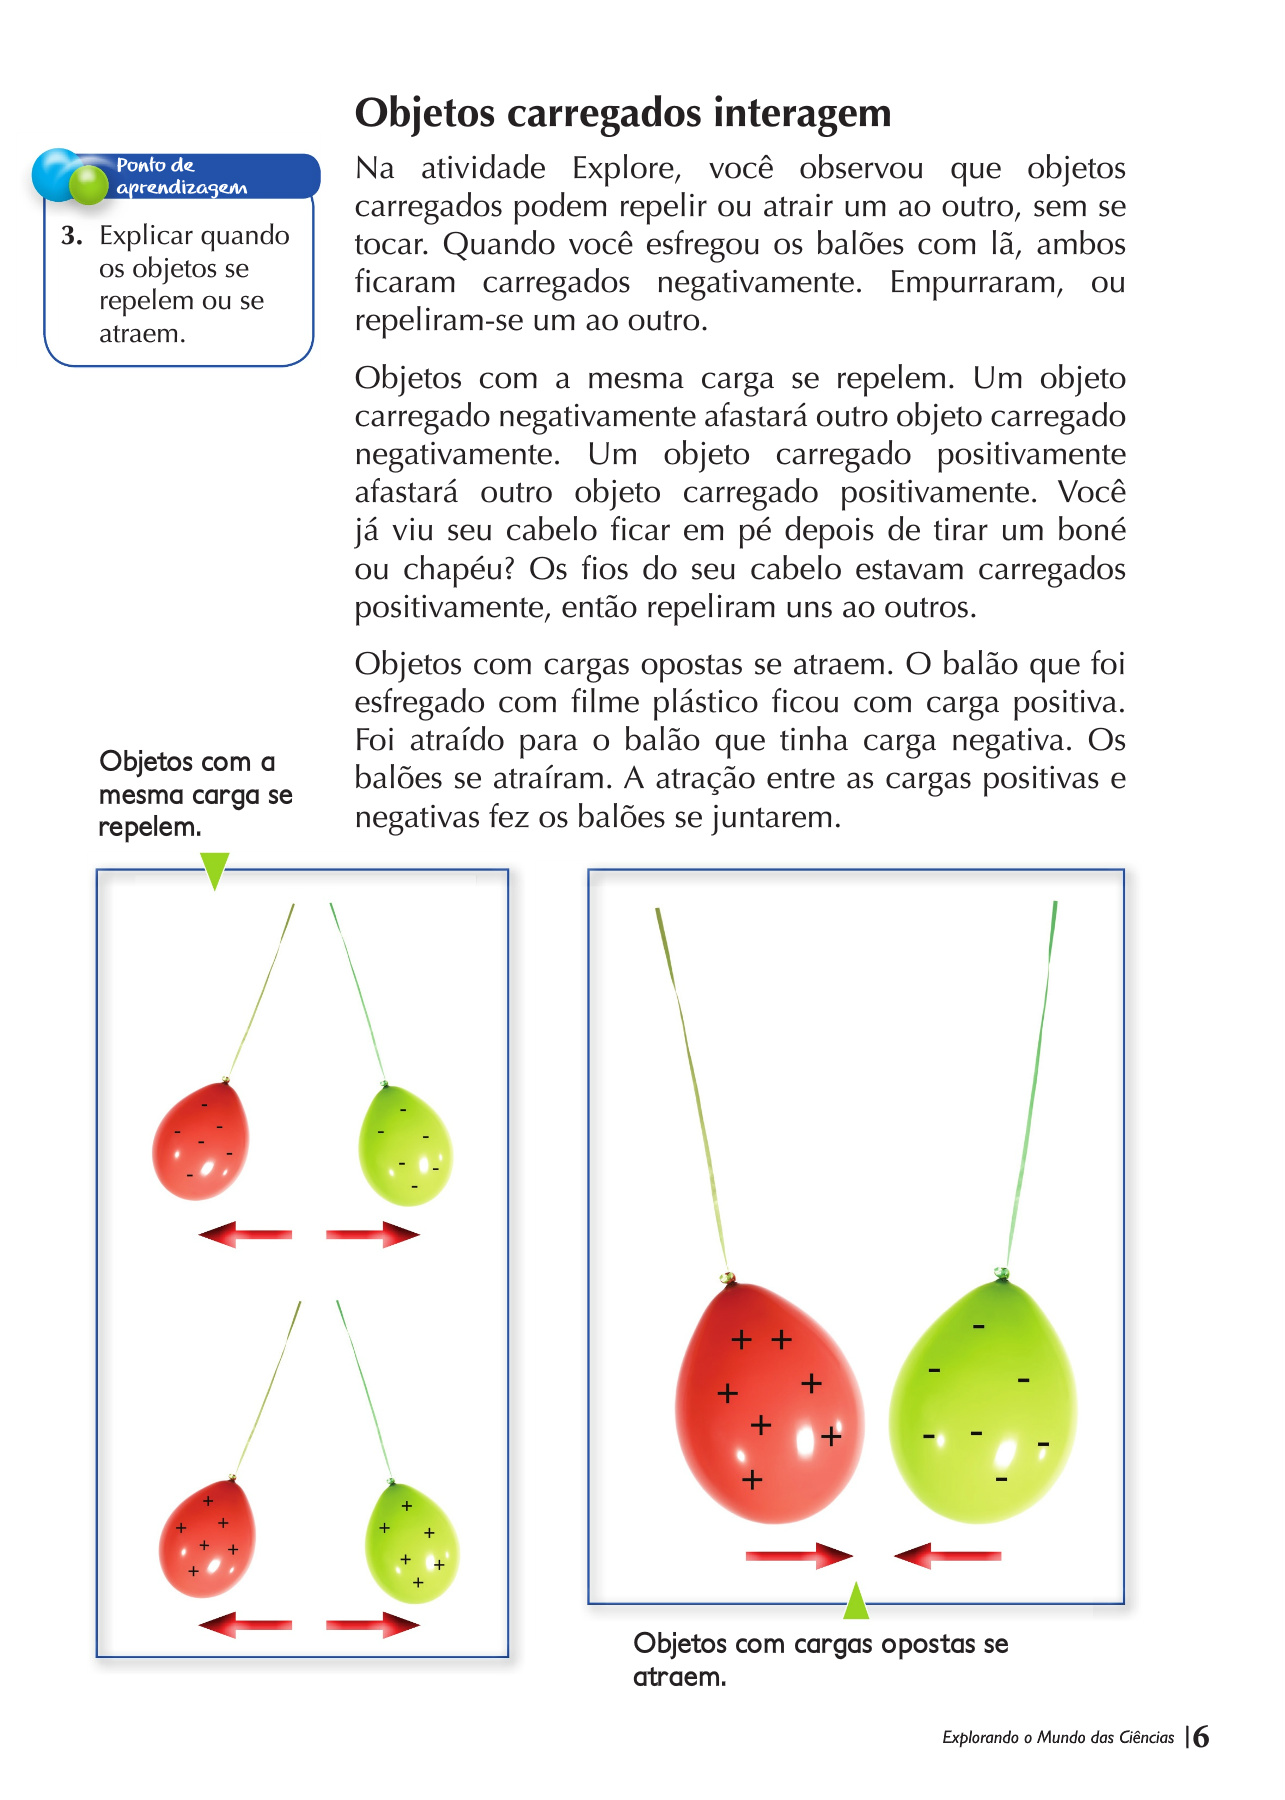 Objetos carregados interagem
Ponto de
aprendizagem
3. Explicar quando
os objetos se
repelem ou se
atraem.
Na atividade Explore, você observou que objetos
carregados podem repelir ou atrair um ao outro, sem se
tocar. Quando você esfregou os balões com lã, ambos
ficaram carregados negativamente. Empurraram, ou
repeliram-se um ao outro.
Objetos com a mesma carga se repelem. Um objeto
carregado negativamente afastará outro objeto carregado
negativamente. Um objeto carregado positivamente
afastará outro objeto carregado positivamente. Você
já viu seu cabelo ficar em pé depois de tirar um boné
ou chapéu? Os fios do seu cabelo estavam carregados
positivamente, então repeliram uns ao outros.
Objetos com cargas opostas se atraem. O balão que foi
esfregado com filme plástico ficou com carga positiva.
Foi atraído para o balão que tinha carga negativa. Os
balões se atraíram. A atração entre as cargas positivas e
negativas fez os balões se juntarem.
Objetos com a
mesma carga se
repelem.
Objetos com cargas opostas se
atraem.
Explorando o Mundo das Ciências |6